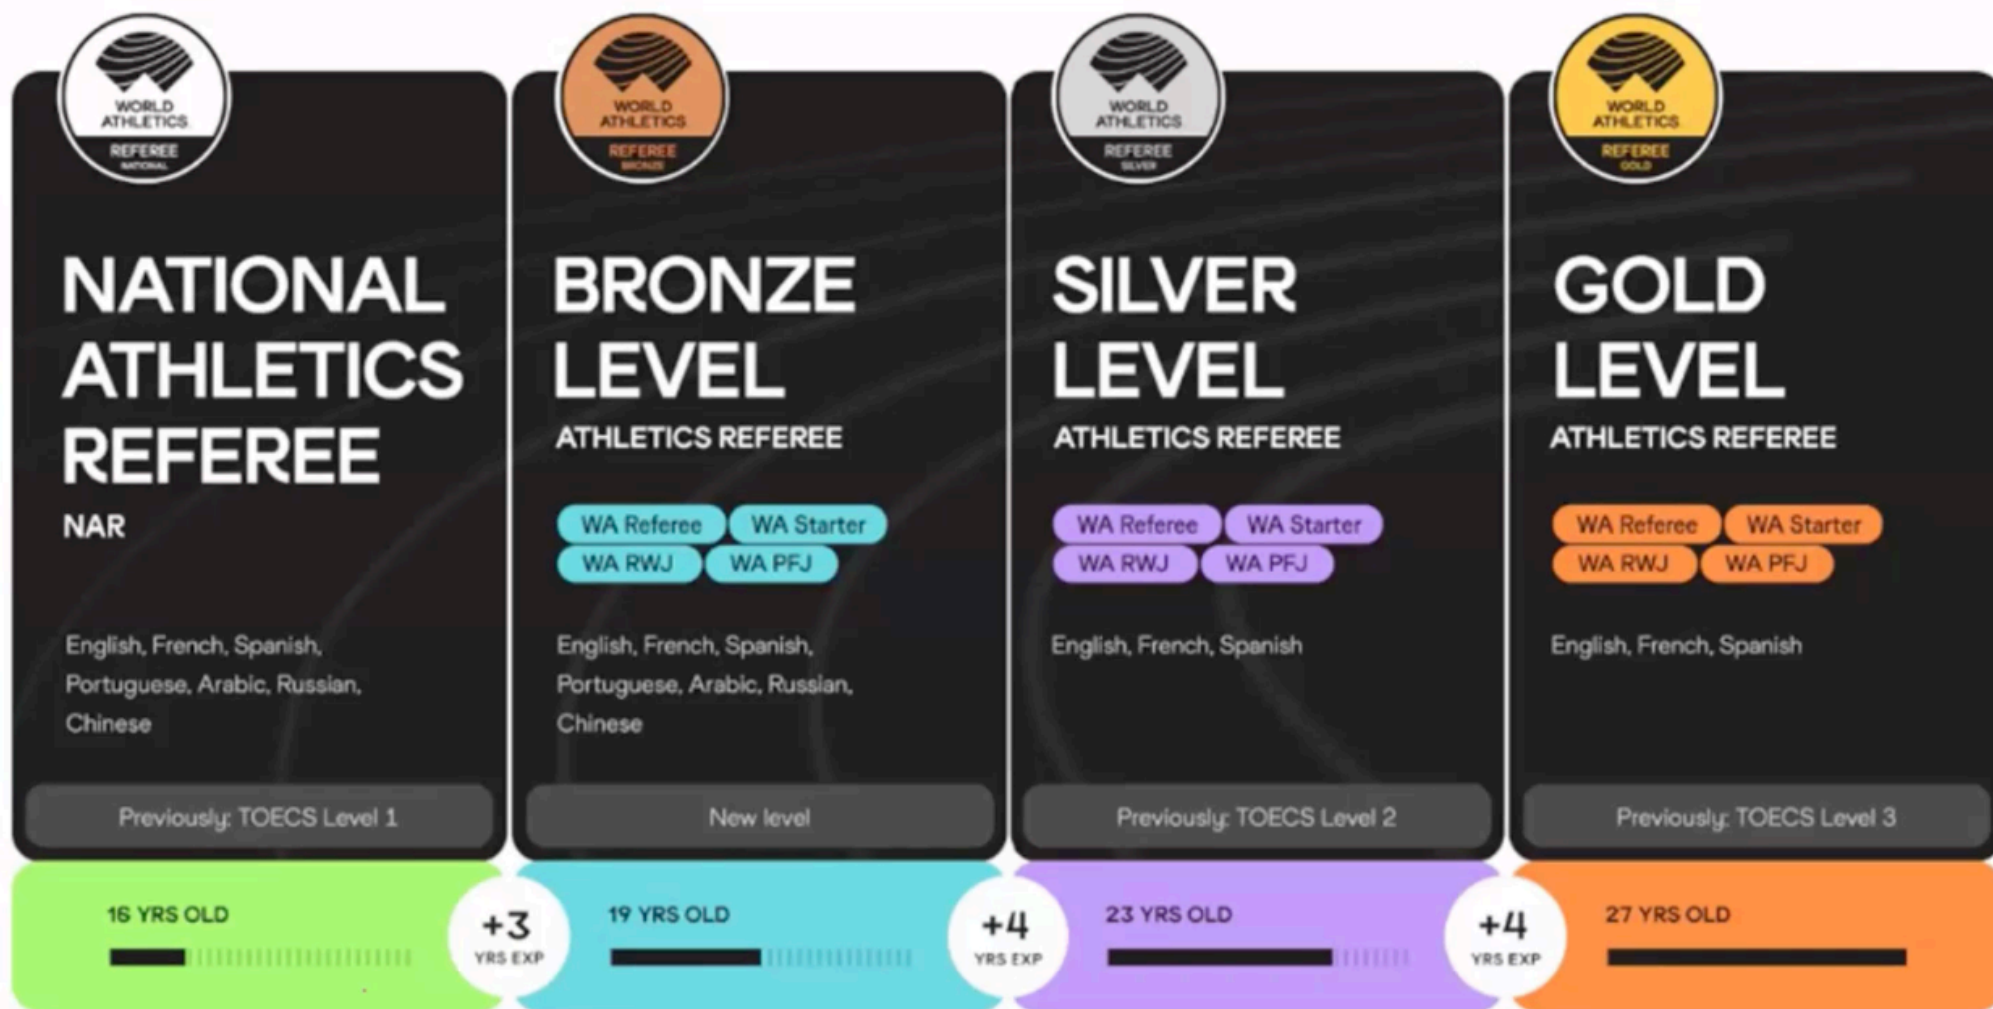 WORLD
ATHLETICS
REFEREE
NATIONAL
NATIONAL
ATHLETICS
REFEREE
NAR
English, French, Spanish,
Portuguese, Arabic, Russian,
Chinese
Previously: TOECS Level 1
16 YRS OLD
+3
YRS EXP
WORLD
ATHLETICS
REFEREE
BRONZE
BRONZE
LEVEL
ATHLETICS REFEREE
WA Referee WA Starter
WA RWJ WA PFJ
English, French, Spanish,
Portuguese, Arabic, Russian,
Chinese
New level
19 YRS OLD
+4
YRS EXP
WORLD
ATHLETICS
REFEREE
SILVER
SILVER
LEVEL
ATHLETICS REFEREE
WA Referee WA Starter
WA RWJ WA PFJ
English, French, Spanish
Previously: TOECS Level 2
23 YRS OLD
+4
YRS EXP
WORLD
ATHLETICS
REFEREE
GOLD
GOLD
LEVEL
ATHLETICS REFEREE
WA Referee WA Starter
WA RWJ WA PFJ
English, French, Spanish
Previously: TOECS Level 3
27 YRS OLD